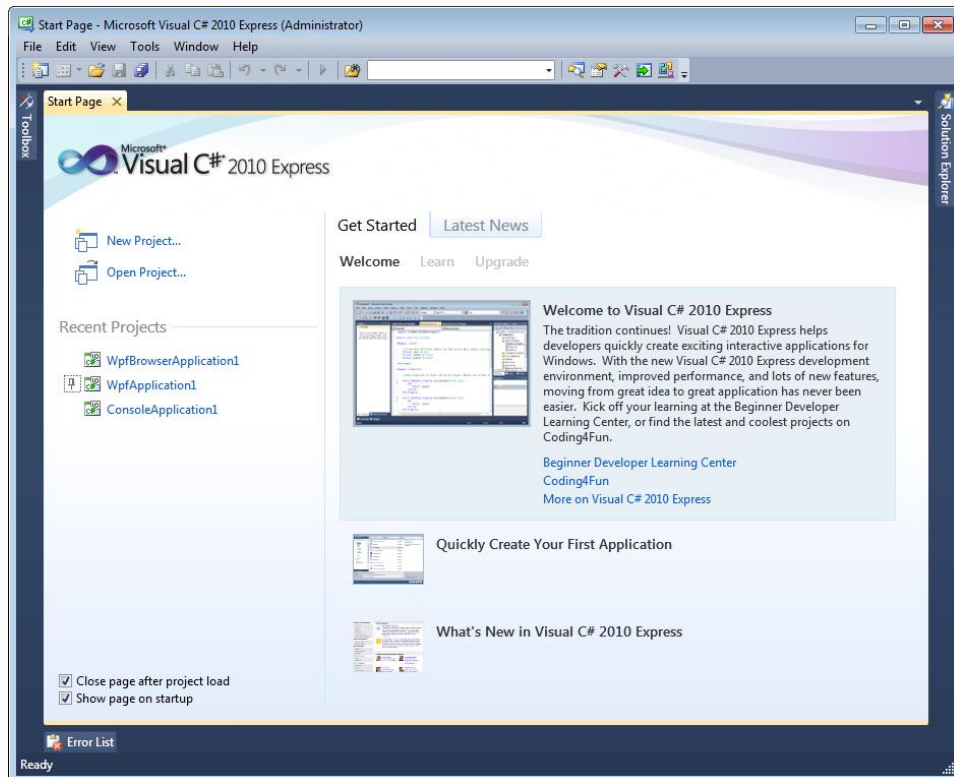 Start Page - Microsoft Visual C# 2010 Express (Administrator)
File Edit View Tools Window Help
Toolbox
Start Page
Solution Explorer
Microsoft®
Visual C#® 2010 Express
New Project...
Open Project...
Recent Projects
WpfBrowserApplication1
WpfApplication1
ConsoleApplication1
Get Started Latest News
Welcome Learn Upgrade
Welcome to Visual C# 2010 Express
The tradition continues! Visual C# 2010 Express helps
developers quickly create exciting interactive applications for
Windows. With the new Visual C# 2010 Express development
environment, improved performance, and lots of new features,
moving from great idea to great application has never been
easier. Kick off your learning at the Beginner Developer
Learning Center, or find the latest and coolest projects on
Coding4Fun.
Beginner Developer Learning Center
Coding4Fun
More on Visual C# 2010 Express
Quickly Create Your First Application
What's New in Visual C# 2010 Express
Close page after project load
Show page on startup
Error List
Ready